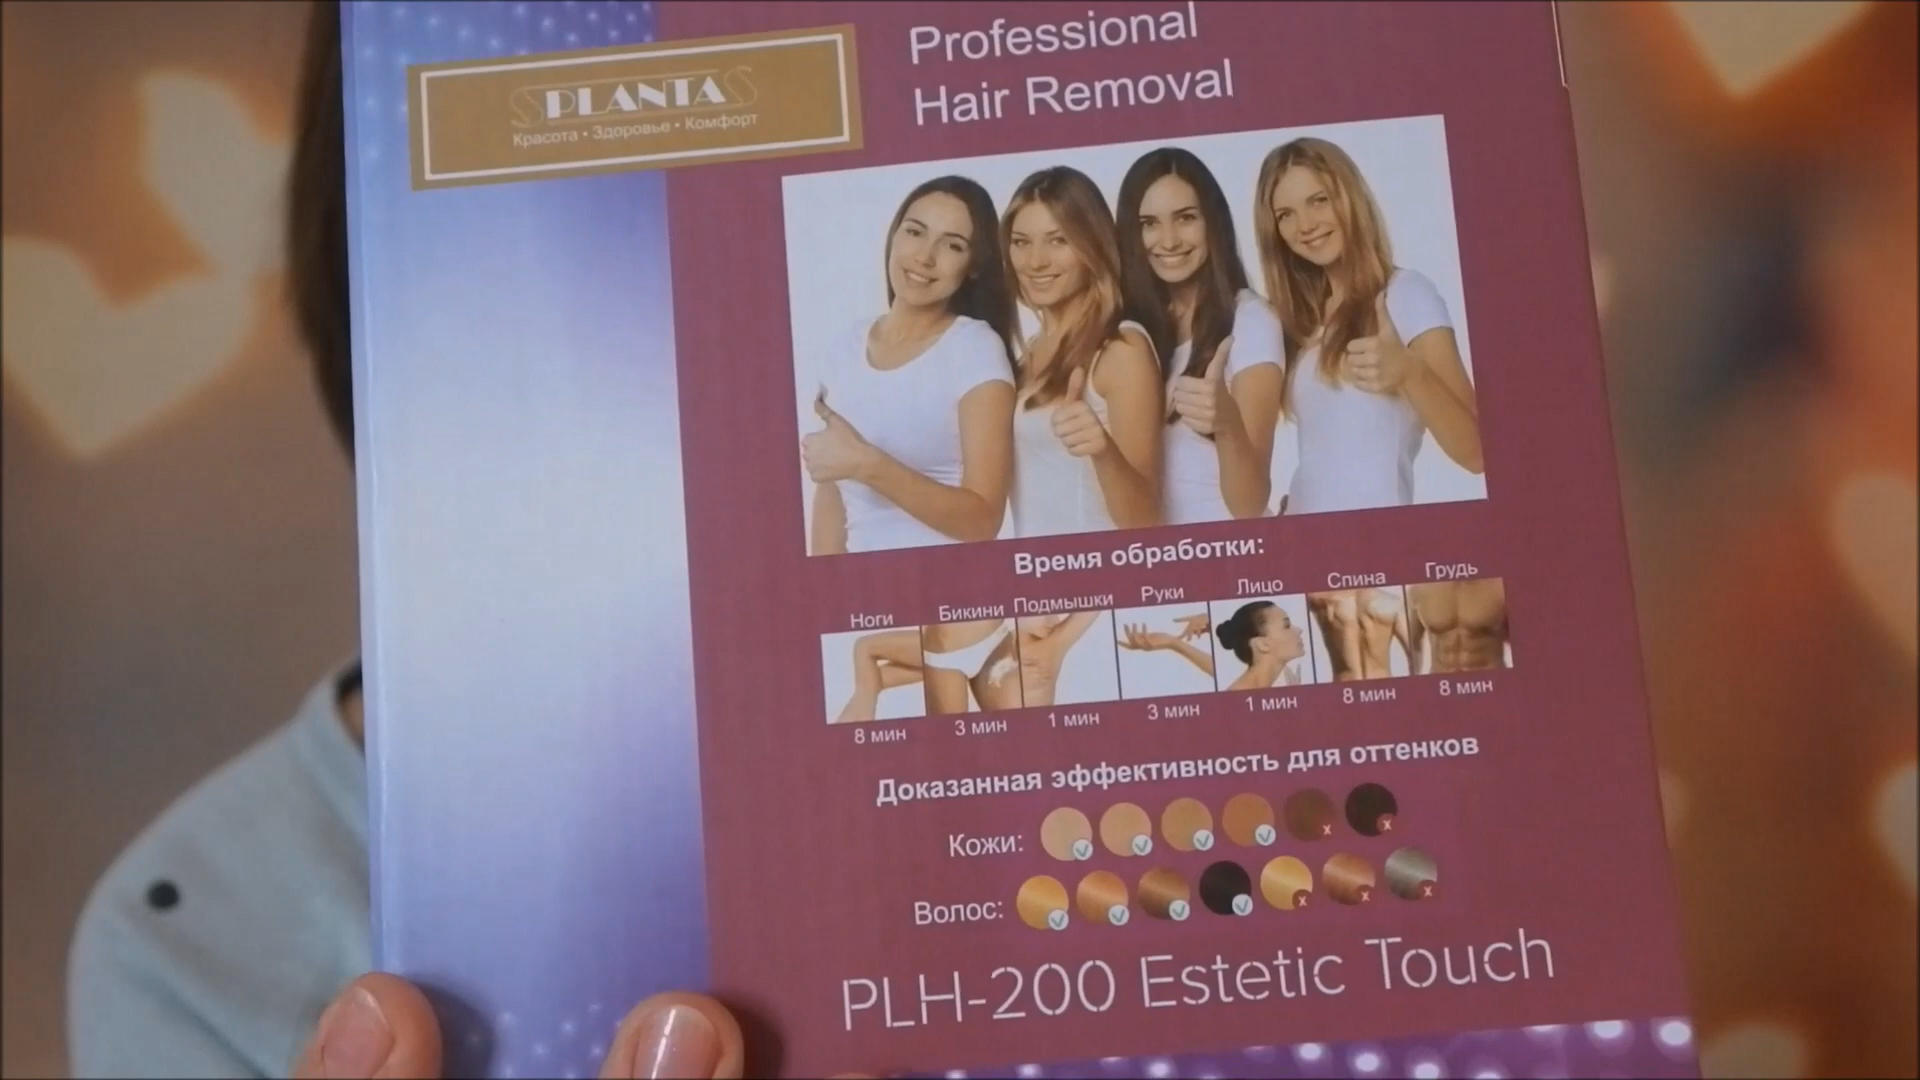 PLANTA
Красота • Здоровье • Комфорт
Professional
Hair Removal
Время обработки:
Ноги Бикини Подмышки Руки Лицо Спина Грудь
8 мин 3 мин 1 мин 3 мин 1 мин 8 мин 8 мин
Доказанная эффективность для оттенков
Кожи:
Волос:
PLH-200 Estetic Touch